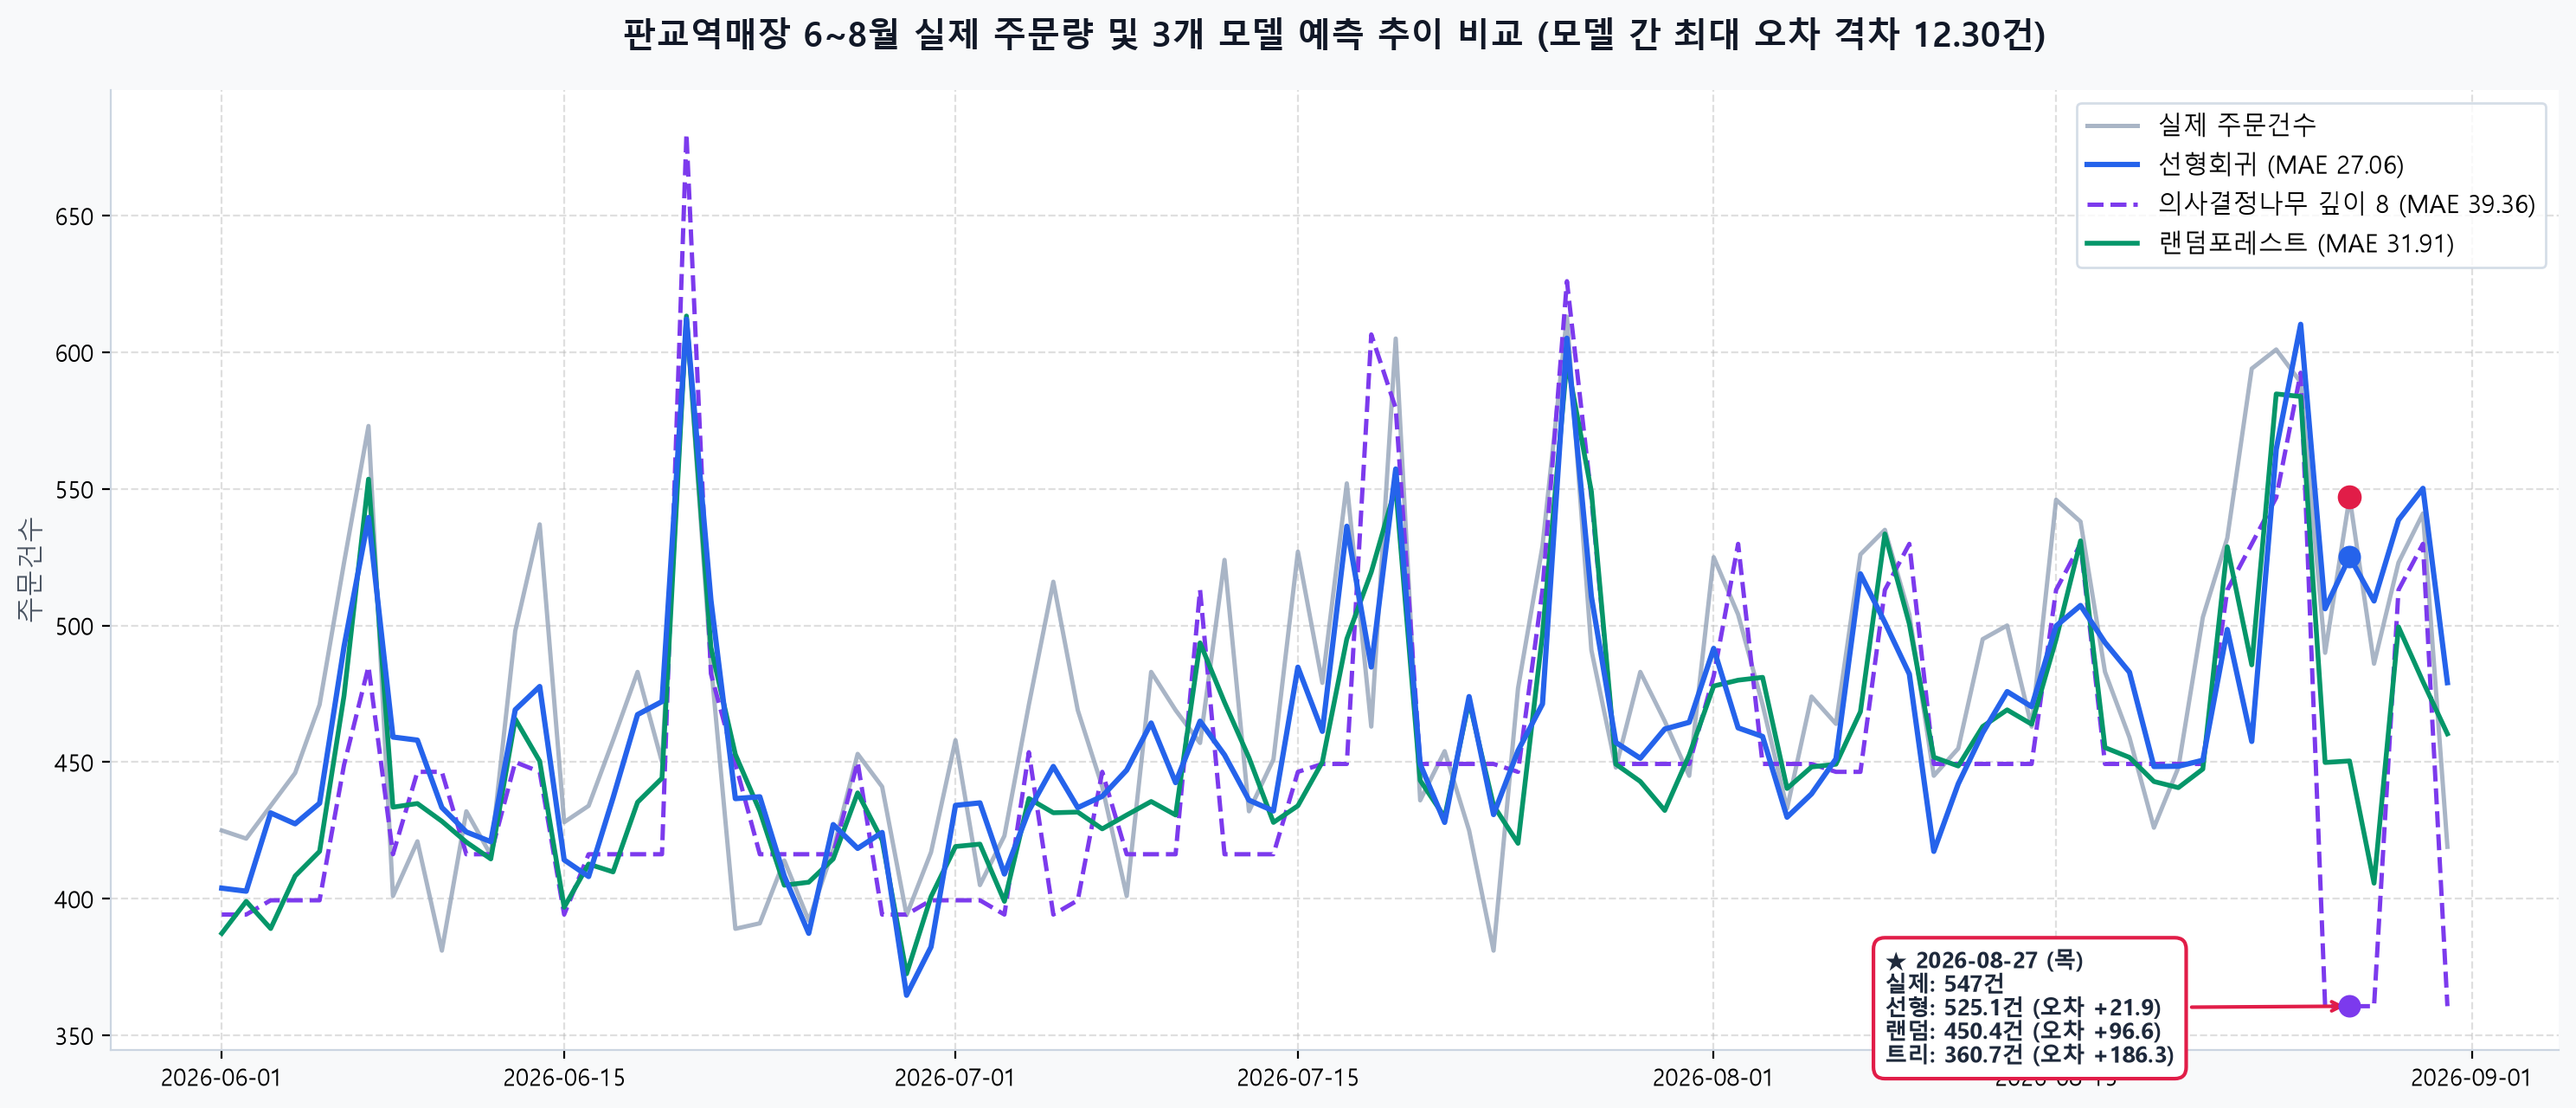 판교역매장 6~8월 실제 주문량 및 3개 모델 예측 추이 비교 (모델 간 최대 오차 격차 12.30건)
실제 주문건수
선형회귀 (MAE 27.06)
의사결정나무 깊이 8 (MAE 39.36)
랜덤포레스트 (MAE 31.91)
주문건수
650
600
550
500
450
400
350
★ 2026-08-27 (목)
실제: 547건
선형: 525.1건 (오차 +21.9)
랜덤: 450.4건 (오차 +96.6)
트리: 360.7건 (오차 +186.3)
2026-06-01
2026-06-15
2026-07-01
2026-07-15
2026-08-01
2026-08-15
2026-09-01